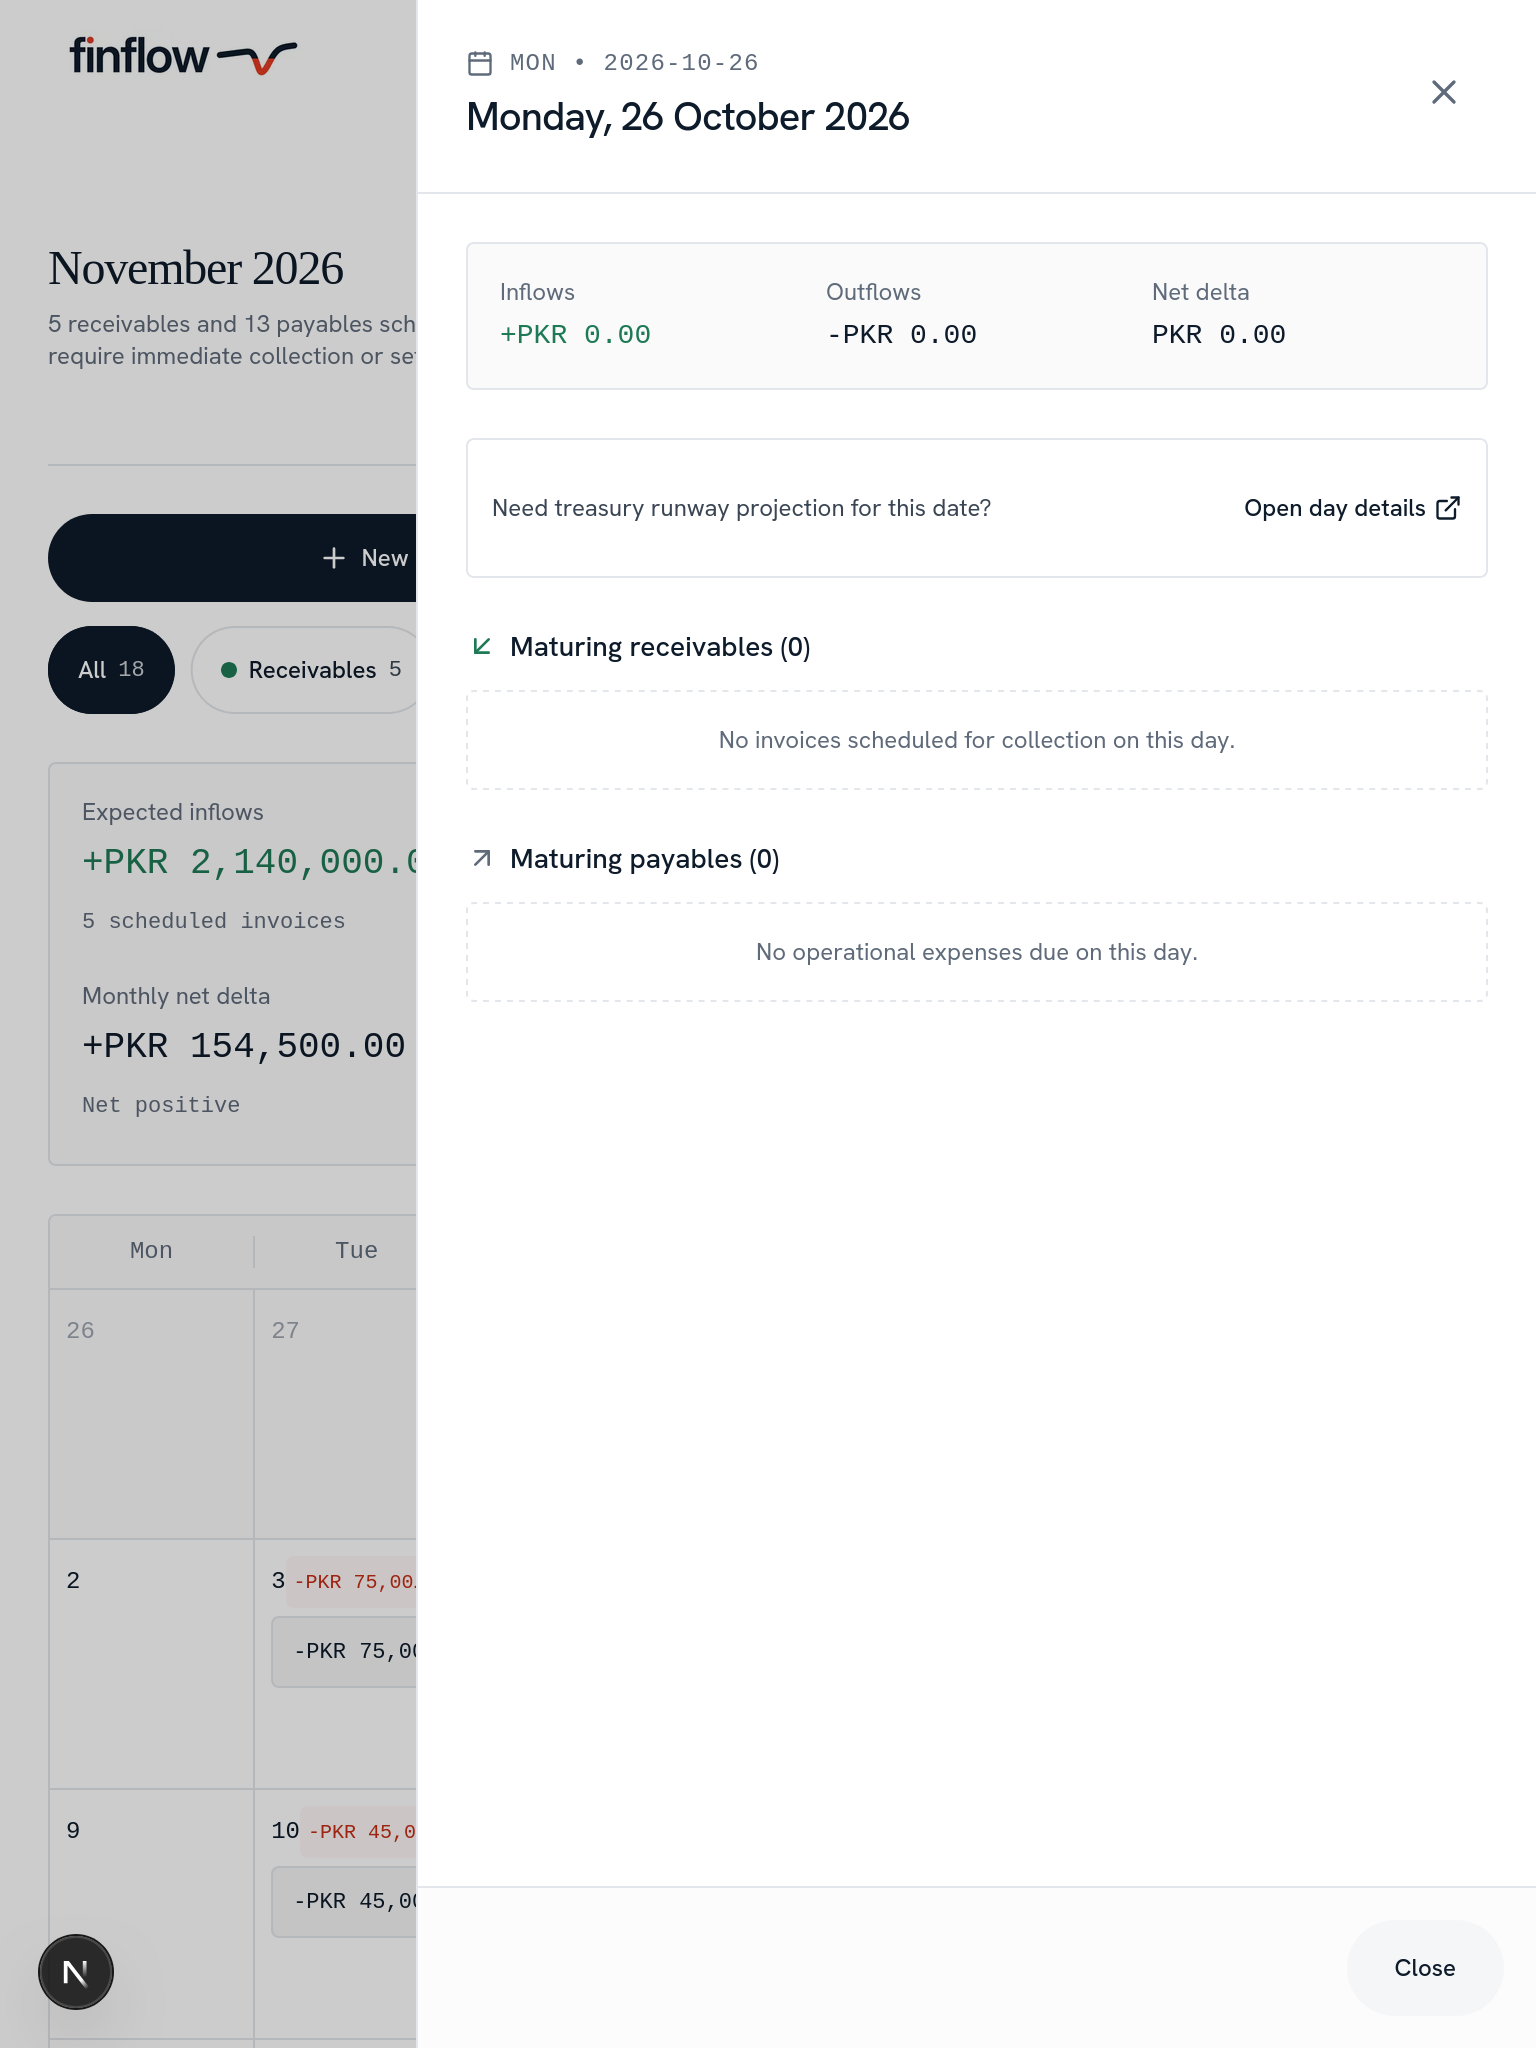 finflow
November 2026
5 receivables and 13 payables sch
require immediate collection or se
New
All 18
Receivables 5
Expected inflows
+PKR 2,140,000.0
5 scheduled invoices
Monthly net delta
+PKR 154,500.00
Net positive
Mon Tue
26 27
2 3 -PKR 75,00.
-PKR 75,00
9 10 -PKR 45,0
-PKR 45,00
N
MON • 2026-10-26
Monday, 26 October 2026
Inflows Outflows Net delta
+PKR 0.00 -PKR 0.00 PKR 0.00
Need treasury runway projection for this date? Open day details
Maturing receivables (0)
No invoices scheduled for collection on this day.
Maturing payables (0)
No operational expenses due on this day.
Close